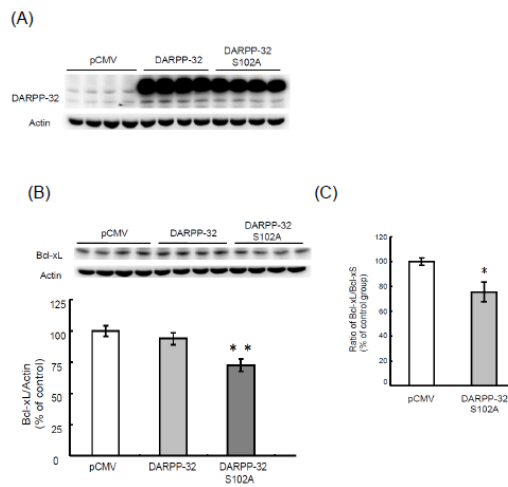 (A)
pCMV DARPP-32 DARPP-32
S102A
DARPP-32
Actin
(B)
pCMV DARPP-32 DARPP-32
S102A
Bcl-xL
Actin
Bcl-xL/Actin
(% of control)
125
100
75
50
25
0
* *
pCMV DARPP-32 DARPP-32
S102A
(C)
Ratio of Bcl-xL/Bcl-xS
(% of control group)
120
100
80
60
40
20
0
*
pCMV DARPP-32
S102A